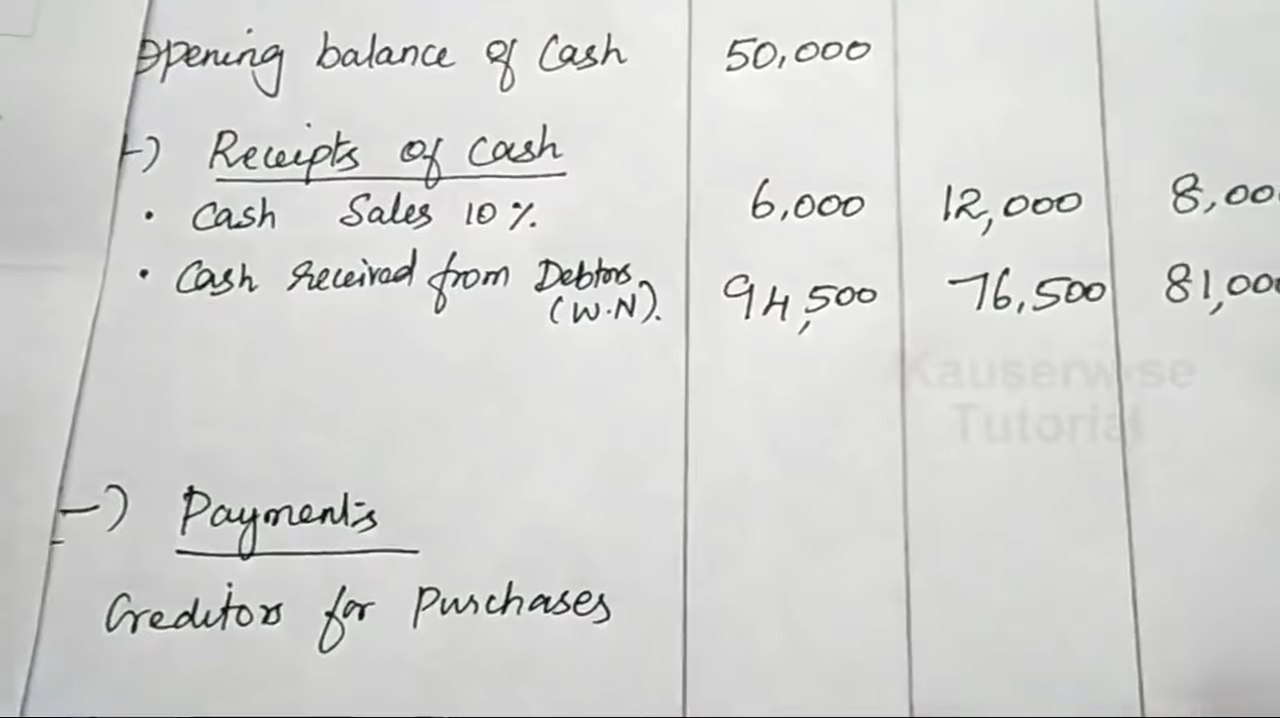 Opening balance of Cash 50,000
-) Receipts of cash
• Cash Sales 10% 6,000 12,000 8,00
• Cash received from Debtors 94,500 76,500 81,00
(W.N).
Kauserwise
Tutorial
-) Payments
Creditors for Purchases